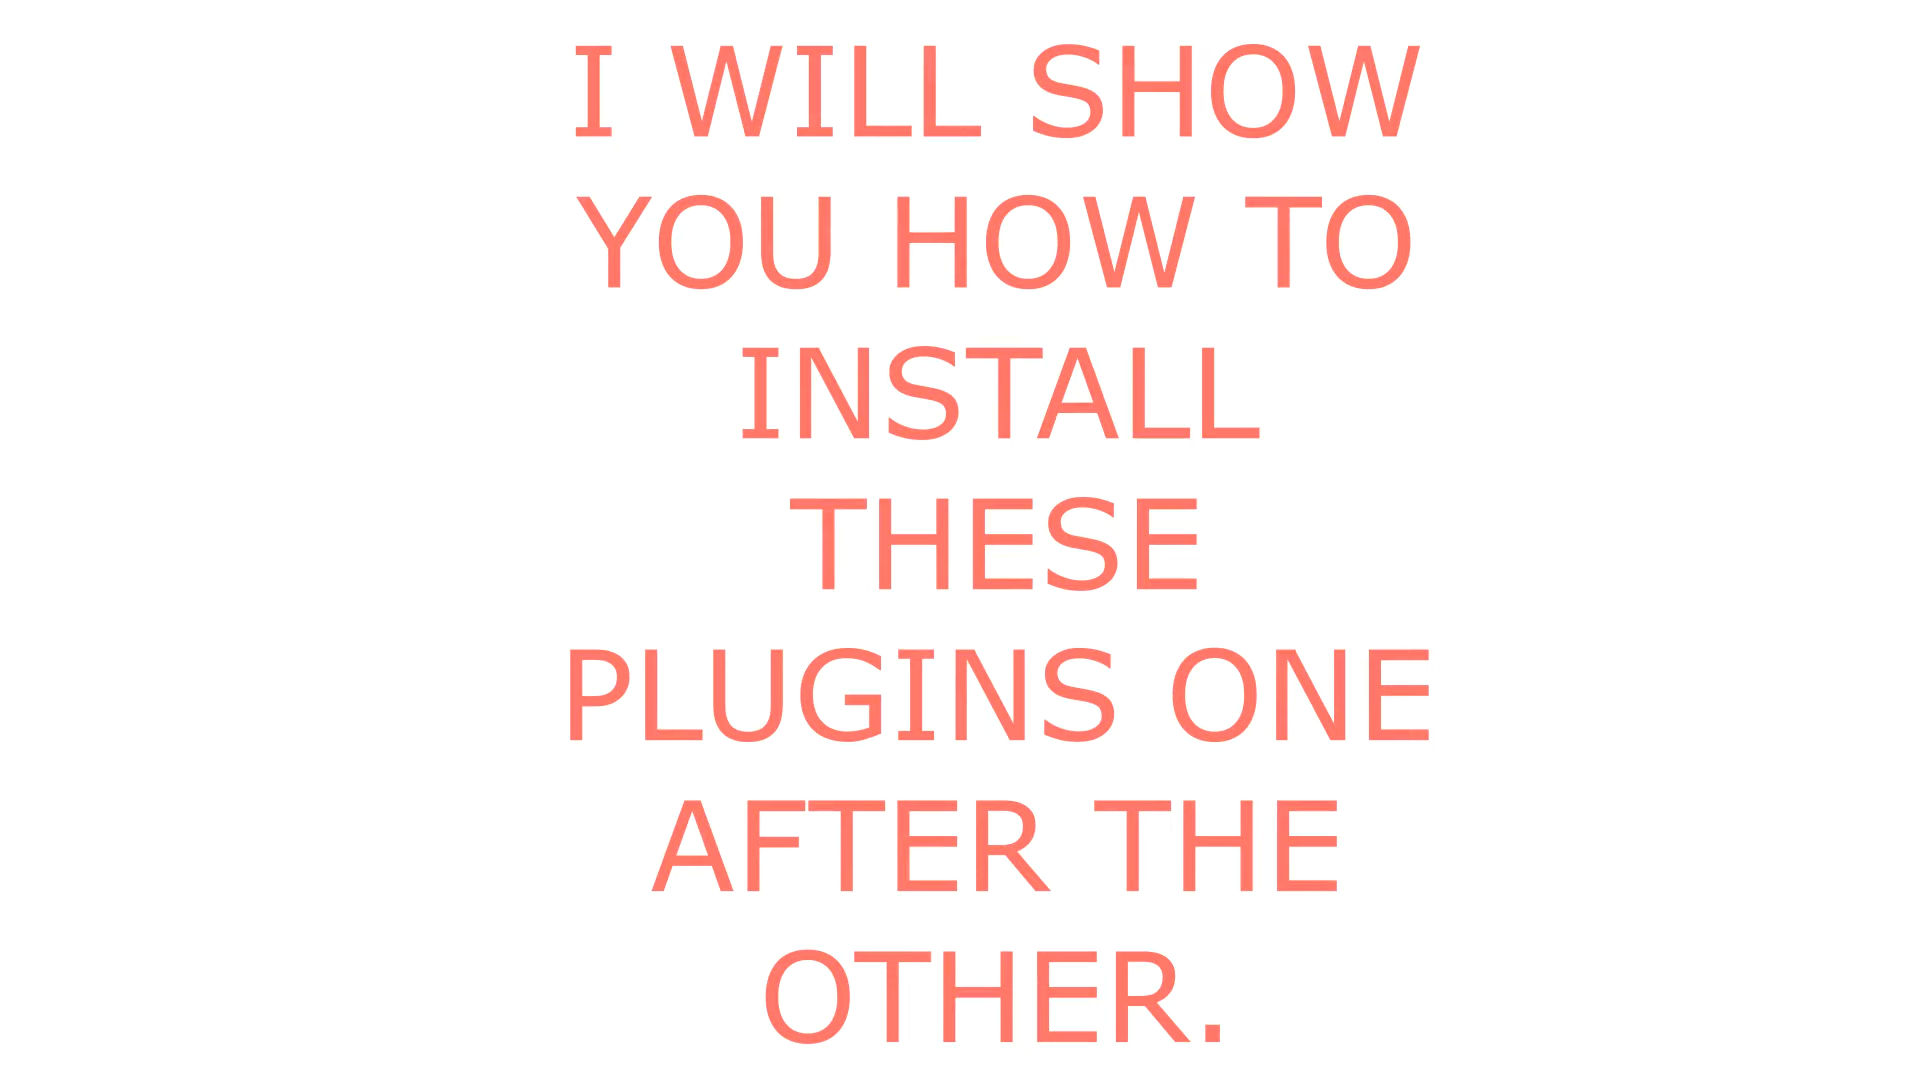 I WILL SHOW
YOU HOW TO
INSTALL
THESE
PLUGINS ONE
AFTER THE
OTHER.